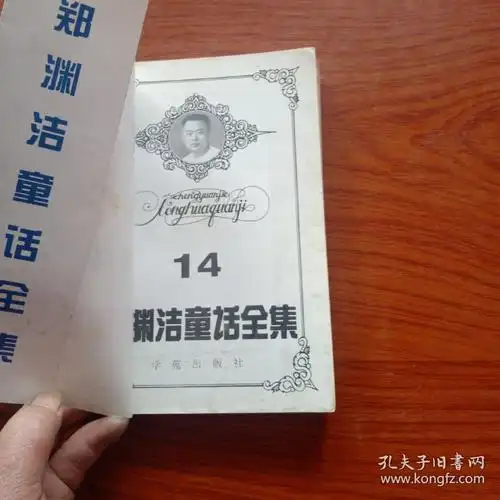 郑渊洁童话全集
zhengyuanjie
tonghuaquanji
14
渊洁童话全集
学苑出版社
孔夫子旧书网
www.kongfz.com